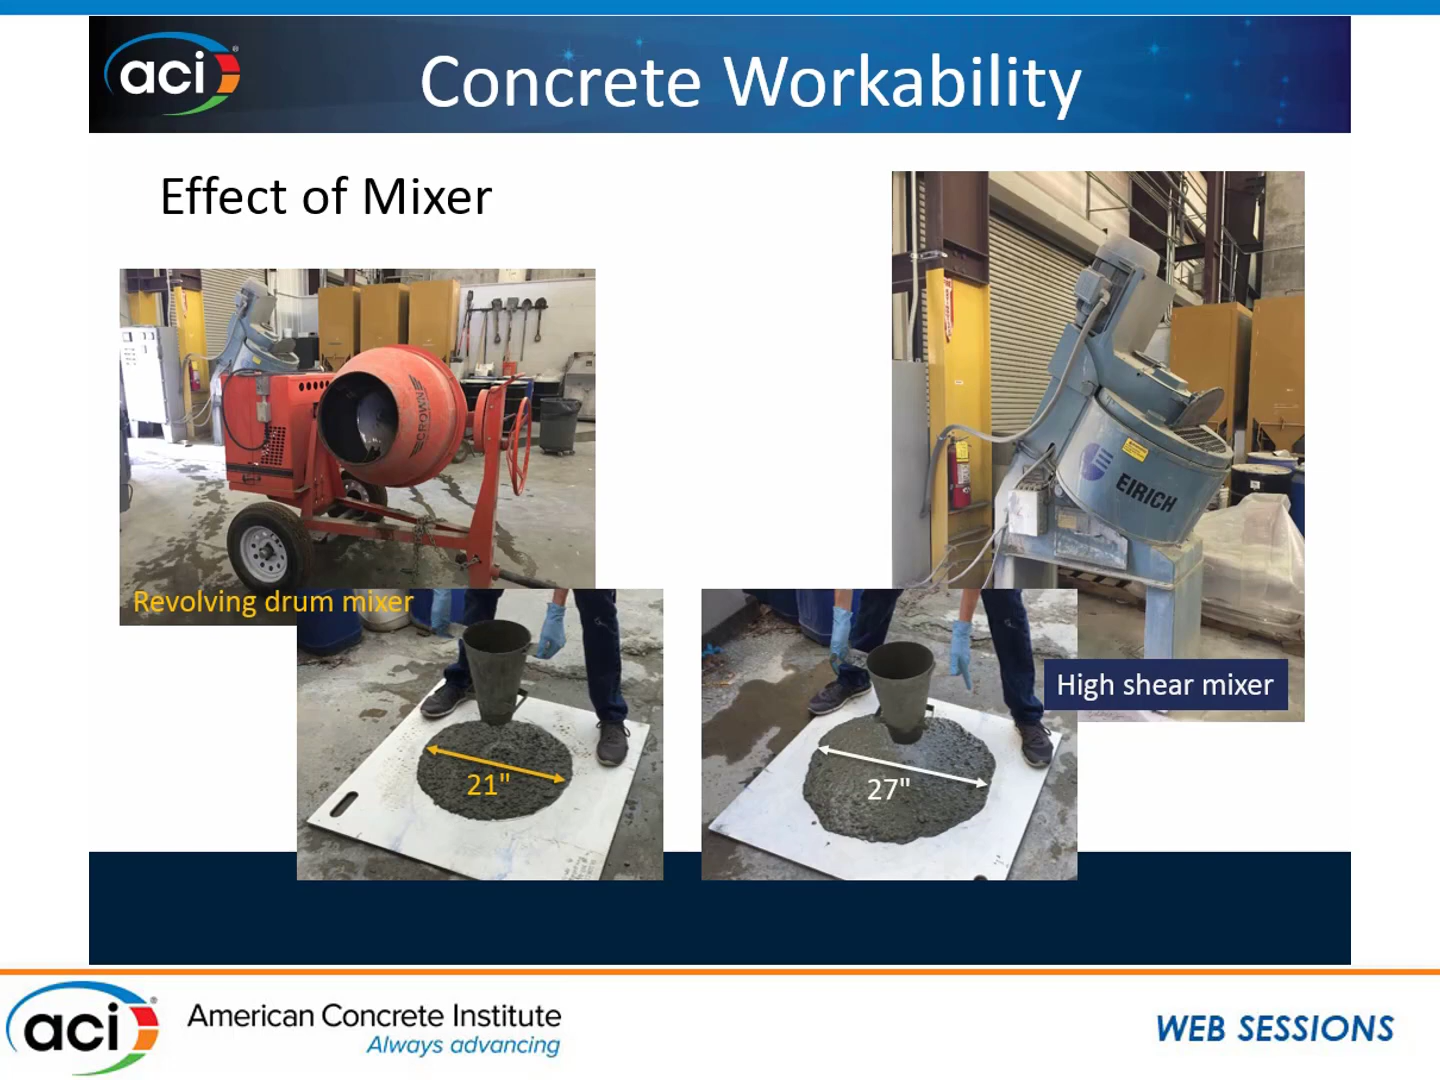 aci
Concrete Workability
Effect of Mixer
CROWN
EIRICH
Revolving drum mixer
High shear mixer
21"
27"
aci
American Concrete Institute
Always advancing
WEB SESSIONS